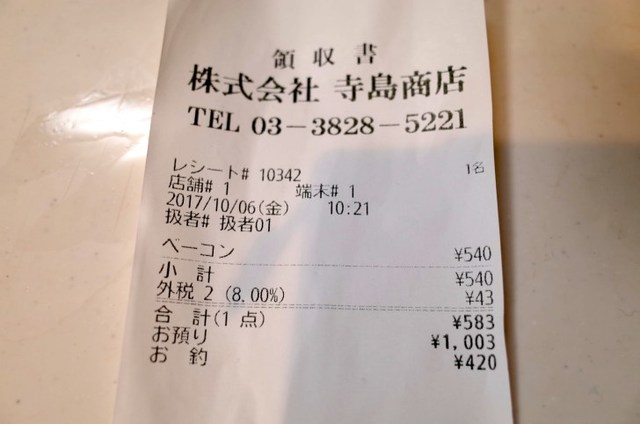 領収書
株式会社 寺島商店
TEL 03-3828-5221
レシート# 10342 1名
店舗# 1 端末# 1
2017/10/06(金) 10:21
扱者# 扱者01
ベーコン ¥540
小 計 ¥540
外税 2 (8.00%) ¥43
合 計(1 点) ¥583
お預り ¥1,003
お 釣 ¥420